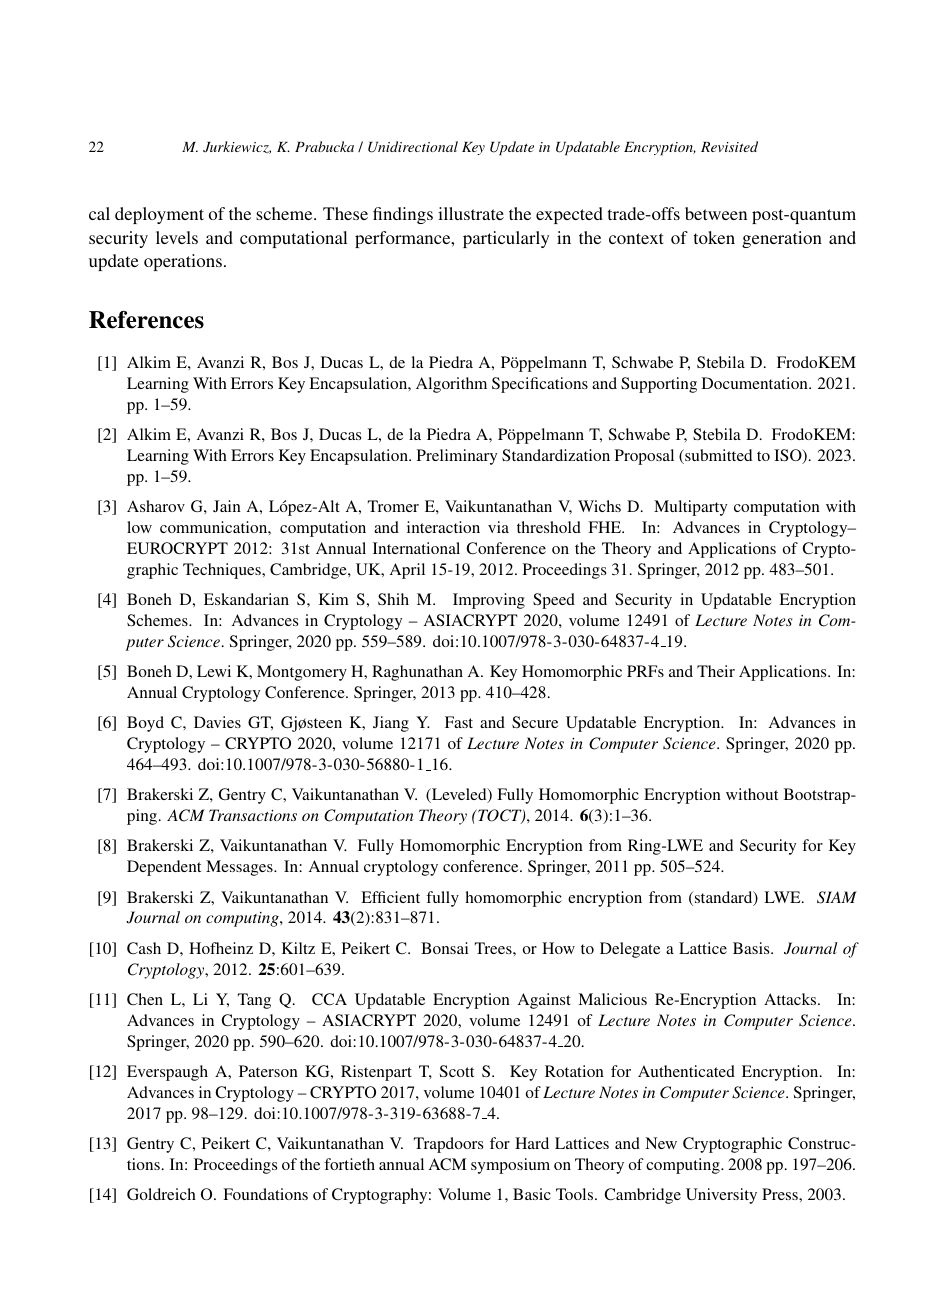 22 M. Jurkiewicz, K. Prabucka / Unidirectional Key Update in Updatable Encryption, Revisited
cal deployment of the scheme. These findings illustrate the expected trade-offs between post-quantum
security levels and computational performance, particularly in the context of token generation and
update operations.
References
[1] Alkim E, Avanzi R, Bos J, Ducas L, de la Piedra A, Pöppelmann T, Schwabe P, Stebila D. FrodoKEM
Learning With Errors Key Encapsulation, Algorithm Specifications and Supporting Documentation. 2021.
pp. 1–59.
[2] Alkim E, Avanzi R, Bos J, Ducas L, de la Piedra A, Pöppelmann T, Schwabe P, Stebila D. FrodoKEM:
Learning With Errors Key Encapsulation. Preliminary Standardization Proposal (submitted to ISO). 2023.
pp. 1–59.
[3] Asharov G, Jain A, López-Alt A, Tromer E, Vaikuntanathan V, Wichs D. Multiparty computation with
low communication, computation and interaction via threshold FHE. In: Advances in Cryptology–
EUROCRYPT 2012: 31st Annual International Conference on the Theory and Applications of Crypto-
graphic Techniques, Cambridge, UK, April 15-19, 2012. Proceedings 31. Springer, 2012 pp. 483–501.
[4] Boneh D, Eskandarian S, Kim S, Shih M. Improving Speed and Security in Updatable Encryption
Schemes. In: Advances in Cryptology – ASIACRYPT 2020, volume 12491 of Lecture Notes in Com-
puter Science. Springer, 2020 pp. 559–589. doi:10.1007/978-3-030-64837-4_19.
[5] Boneh D, Lewi K, Montgomery H, Raghunathan A. Key Homomorphic PRFs and Their Applications. In:
Annual Cryptology Conference. Springer, 2013 pp. 410–428.
[6] Boyd C, Davies GT, Gjøsteen K, Jiang Y. Fast and Secure Updatable Encryption. In: Advances in
Cryptology – CRYPTO 2020, volume 12171 of Lecture Notes in Computer Science. Springer, 2020 pp.
464–493. doi:10.1007/978-3-030-56880-1_16.
[7] Brakerski Z, Gentry C, Vaikuntanathan V. (Leveled) Fully Homomorphic Encryption without Bootstrap-
ping. ACM Transactions on Computation Theory (TOCT), 2014. 6(3):1–36.
[8] Brakerski Z, Vaikuntanathan V. Fully Homomorphic Encryption from Ring-LWE and Security for Key
Dependent Messages. In: Annual cryptology conference. Springer, 2011 pp. 505–524.
[9] Brakerski Z, Vaikuntanathan V. Efficient fully homomorphic encryption from (standard) LWE. SIAM
Journal on computing, 2014. 43(2):831–871.
[10] Cash D, Hofheinz D, Kiltz E, Peikert C. Bonsai Trees, or How to Delegate a Lattice Basis. Journal of
Cryptology, 2012. 25:601–639.
[11] Chen L, Li Y, Tang Q. CCA Updatable Encryption Against Malicious Re-Encryption Attacks. In:
Advances in Cryptology – ASIACRYPT 2020, volume 12491 of Lecture Notes in Computer Science.
Springer, 2020 pp. 590–620. doi:10.1007/978-3-030-64837-4_20.
[12] Everspaugh A, Paterson KG, Ristenpart T, Scott S. Key Rotation for Authenticated Encryption. In:
Advances in Cryptology – CRYPTO 2017, volume 10401 of Lecture Notes in Computer Science. Springer,
2017 pp. 98–129. doi:10.1007/978-3-319-63688-7_4.
[13] Gentry C, Peikert C, Vaikuntanathan V. Trapdoors for Hard Lattices and New Cryptographic Construc-
tions. In: Proceedings of the fortieth annual ACM symposium on Theory of computing. 2008 pp. 197–206.
[14] Goldreich O. Foundations of Cryptography: Volume 1, Basic Tools. Cambridge University Press, 2003.